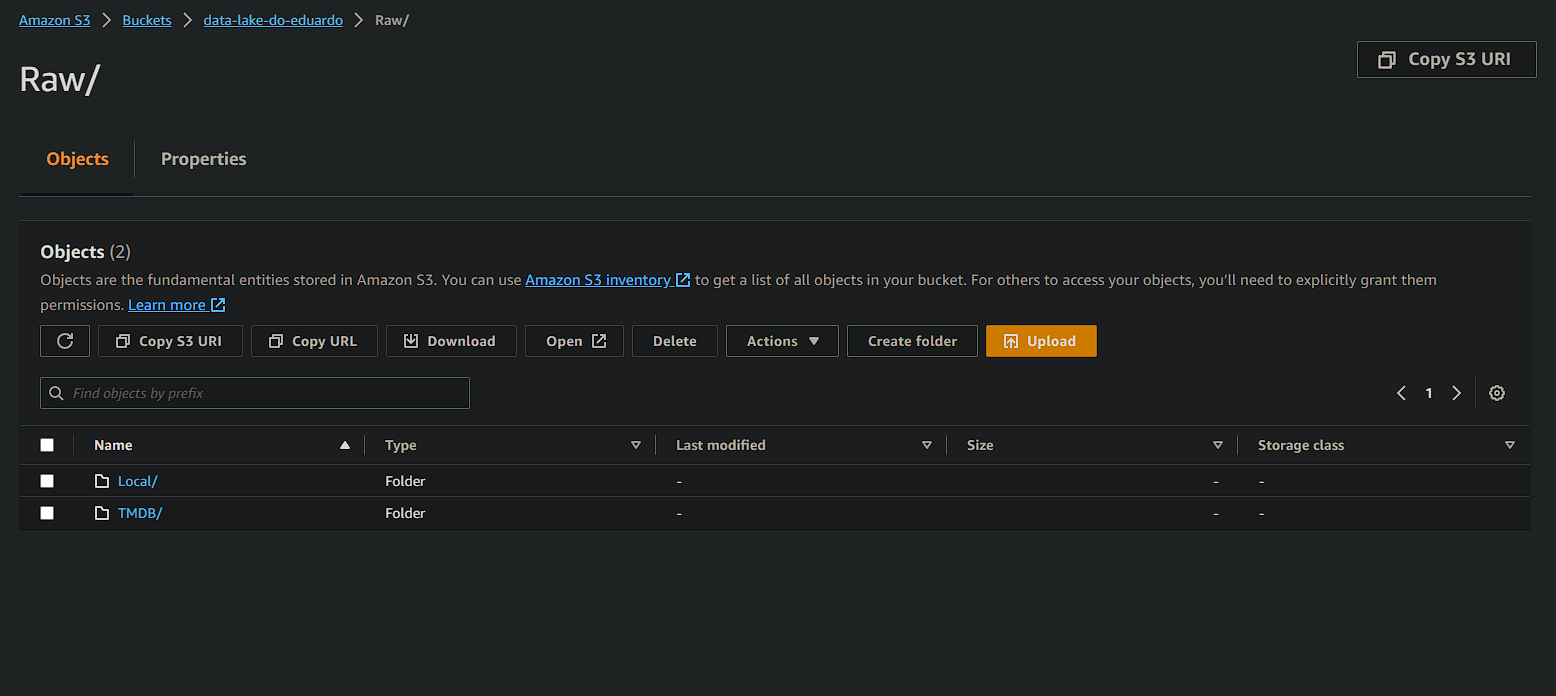 Amazon S3 > Buckets > data-lake-do-eduardo > Raw/
Raw/
Copy S3 URI
Objects Properties
Objects (2)
Objects are the fundamental entities stored in Amazon S3. You can use Amazon S3 inventory to get a list of all objects in your bucket. For others to access your objects, you’ll need to explicitly grant them
permissions. Learn more
Copy S3 URI Copy URL Download Open Delete Actions Create folder Upload
Find objects by prefix
1
Name Type Last modified Size Storage class
Local/ Folder - - -
TMDB/ Folder - - -